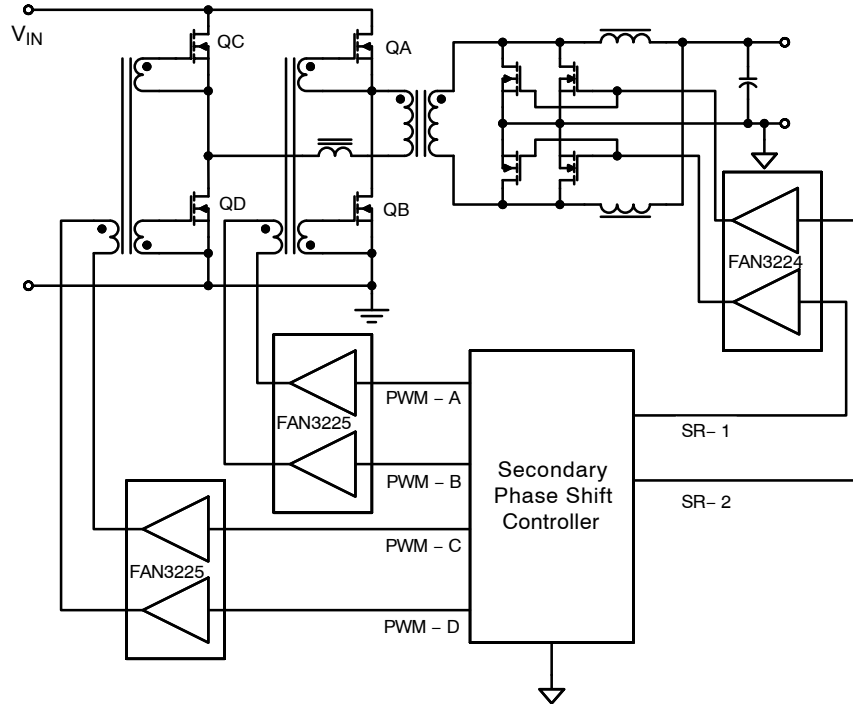 VIN
QC
QA
QD
QB
FAN3224
PWM − A
FAN3225
SR− 1
PWM − B
Secondary
Phase Shift
Controller
SR− 2
PWM − C
FAN3225
PWM − D